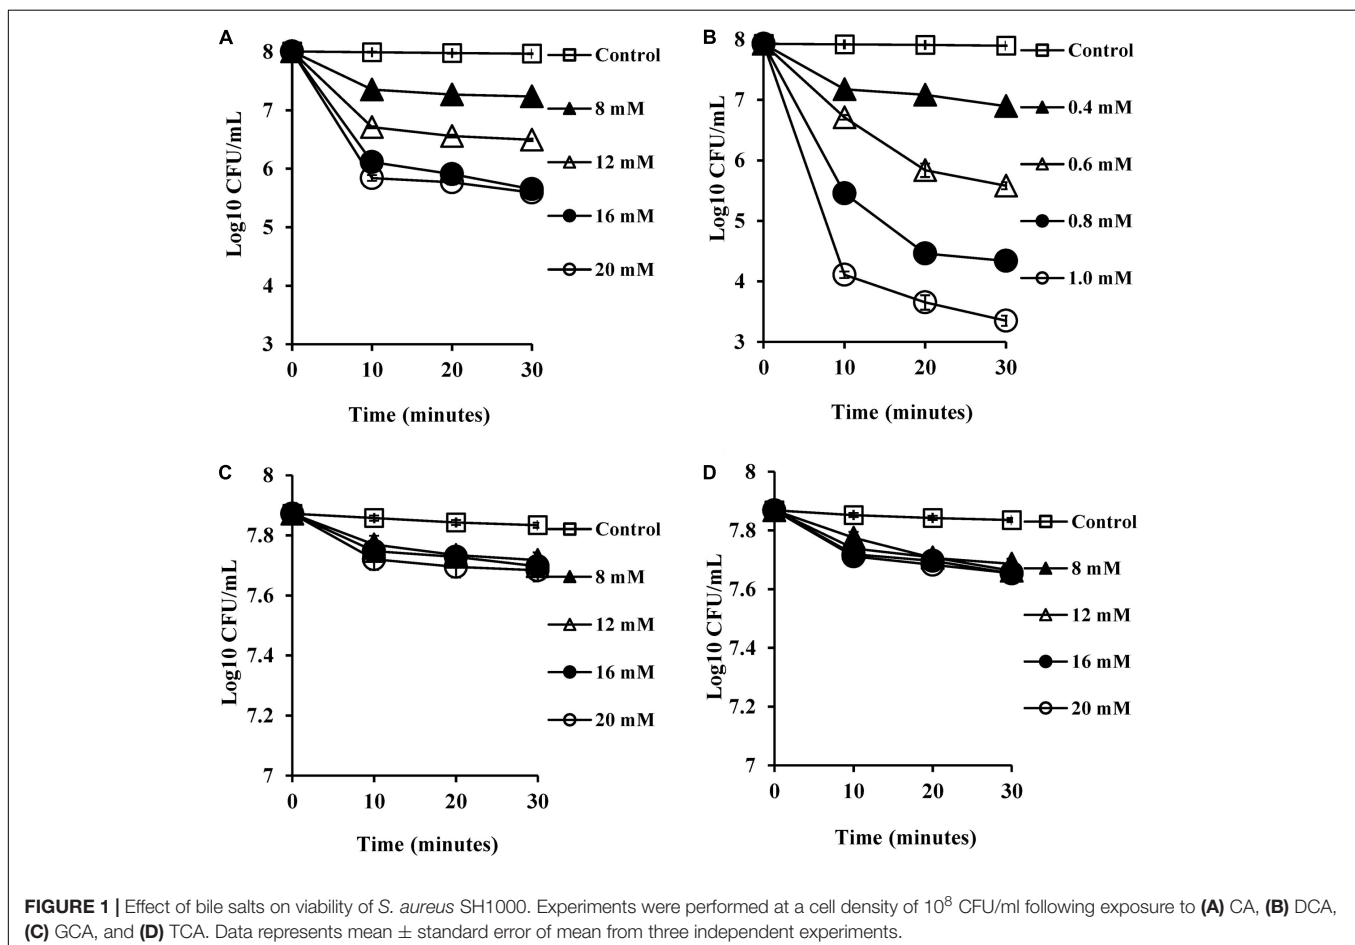 A
8
7
6
5
4
3
Log10 CFU/mL
0 10 20 30
Time (minutes)
Control
8 mM
12 mM
16 mM
20 mM
B
8
7
6
5
4
3
Log10 CFU/mL
0 10 20 30
Time (minutes)
Control
0.4 mM
0.6 mM
0.8 mM
1.0 mM
C
8
7.8
7.6
7.4
7.2
7
Log10 CFU/mL
0 10 20 30
Time (minutes)
Control
8 mM
12 mM
16 mM
20 mM
D
8
7.8
7.6
7.4
7.2
7
Log10 CFU/mL
0 10 20 30
Time (minutes)
Control
8 mM
12 mM
16 mM
20 mM
FIGURE 1 | Effect of bile salts on viability of S. aureus SH1000. Experiments were performed at a cell density of 10⁸ CFU/ml following exposure to (A) CA, (B) DCA,
(C) GCA, and (D) TCA. Data represents mean ± standard error of mean from three independent experiments.